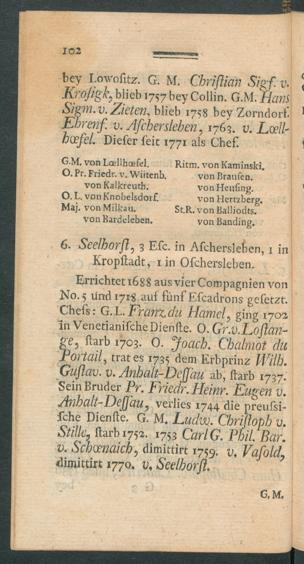 102
bey Lowositz. G. M. Christian Sigf. v.
Krosigk, blieb 1757 bey Collin. G.M. Hans
Sigm. v. Zieten, blieb 1758 bey Zorndorf.
Ehrenf. v. Aschersleben, 1763. v. Lœll-
hœfel. Dieser seit 1771 als Chef.
G.M. von Lœllhœfel.
O. Pr. Friedr. v. Würtenb.
von Kalkreuth.
O. L. von Knobelsdorf.
Maj. von Milkau.
von Bardeleben.
Ritm. von Kaminski.
von Brausen.
von Heusing.
von Hertzberg.
St.R. von Balliodts.
von Banding.
6. Seelhorst, 3 Esc. in Aschersleben, 1 in
Kropstadt, 1 in Oschersleben.
Errichtet 1688 aus vier Compagnien von
No. 5 und 1718 auf fünf Escadrons gesetzt.
Chefs: G. L. Franz du Hamel, ging 1702
in Venetianische Dienste. O. Gr. v. Lostan-
ge, starb 1703. O. Joach. Chalmot du
Portail, trat es 1735 dem Erbprinz Wilh.
Gustav. v. Anhalt-Dessau ab, starb 1737.
Sein Bruder Pr. Friedr. Heinr. Eugen v.
Anhalt-Dessau, verlies 1744 die preussi-
sche Dienste. G. M. Ludw. Christoph v.
Stille, starb 1752. 1753 Carl G. Phil. Bar.
v. Schœnaich, dimittirt 1759. v. Vasold,
dimittirt 1770. v. Seelhorst.
G. M.